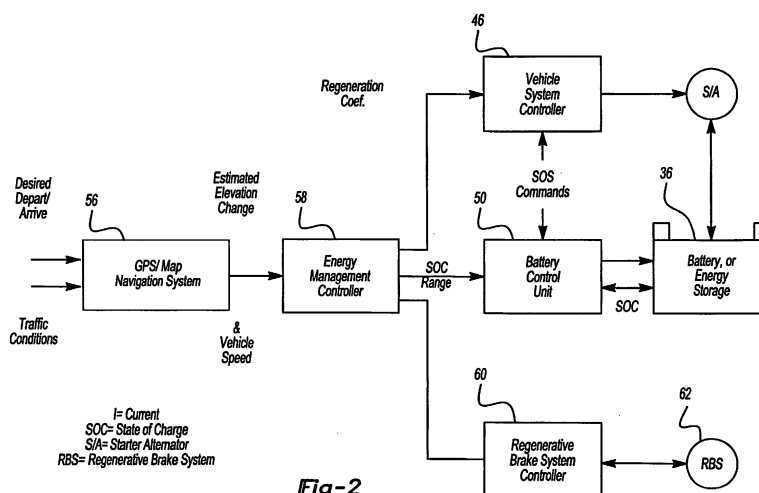 46
Regeneration
Coef.
Vehicle
System
Controller
S/A
Desired
Depart/
Arrive
56
Estimated
Elevation
Change
58
SOS
Commands
50
36
GPS/ Map
Navigation System
Energy
Management
Controller
SOC
Range
Battery
Control
Unit
Battery, or
Energy
Storage
SOC
Traffic
Conditions
&
Vehicle
Speed
60
62
I= Current
SOC= State of Charge
S/A= Starter Alternator
RBS= Regenerative Brake System
Regenerative
Brake System
Controller
RBS
Fig-2